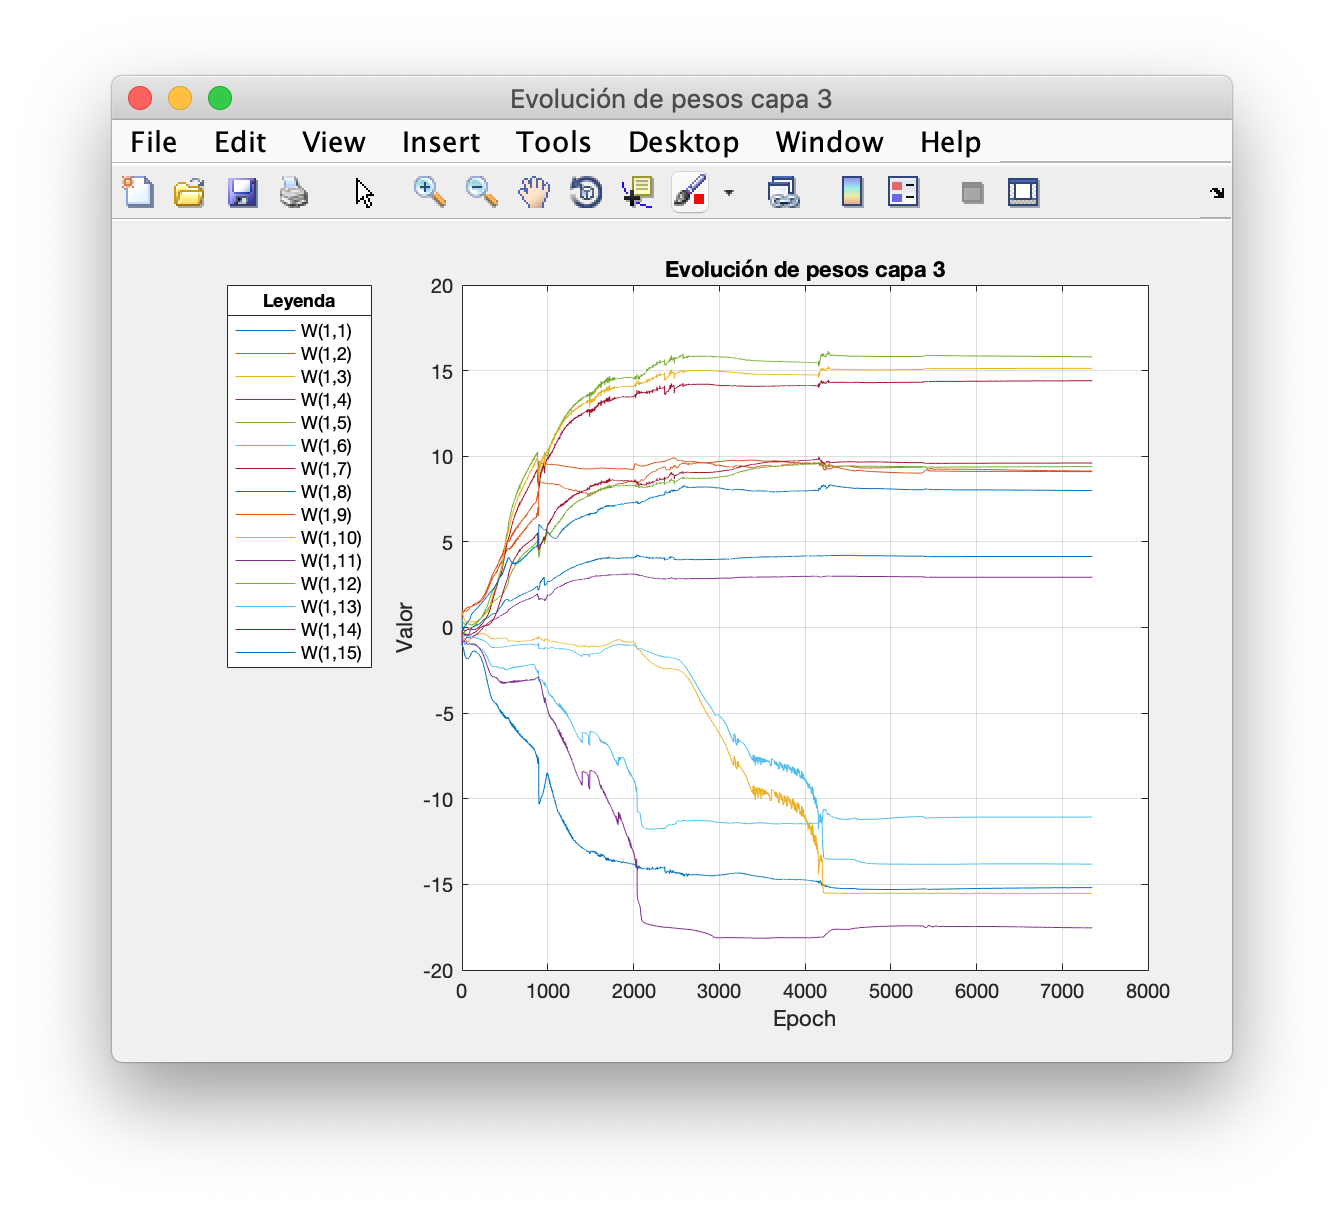 Evolución de pesos capa 3
File Edit View Insert Tools Desktop Window Help
Evolución de pesos capa 3
Leyenda
W(1,1)
W(1,2)
W(1,3)
W(1,4)
W(1,5)
W(1,6)
W(1,7)
W(1,8)
W(1,9)
W(1,10)
W(1,11)
W(1,12)
W(1,13)
W(1,14)
W(1,15)
Valor
20
15
10
5
0
-5
-10
-15
-20
0 1000 2000 3000 4000 5000 6000 7000 8000
Epoch